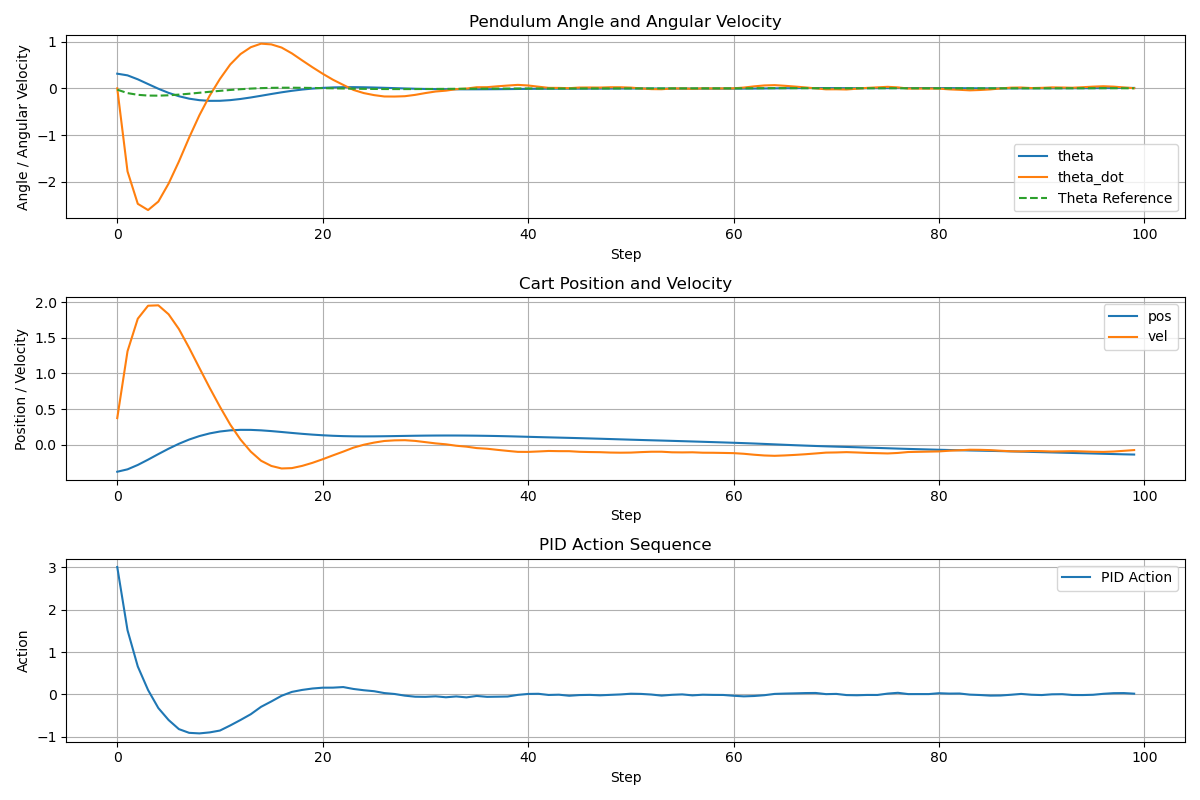 Pendulum Angle and Angular Velocity
Angle / Angular Velocity
1
0
−1
−2
theta
theta_dot
Theta Reference
0 20 40 60 80 100
Step
Cart Position and Velocity
Position / Velocity
2.0
1.5
1.0
0.5
0.0
pos
vel
0 20 40 60 80 100
Step
PID Action Sequence
Action
3
2
1
0
−1
PID Action
0 20 40 60 80 100
Step